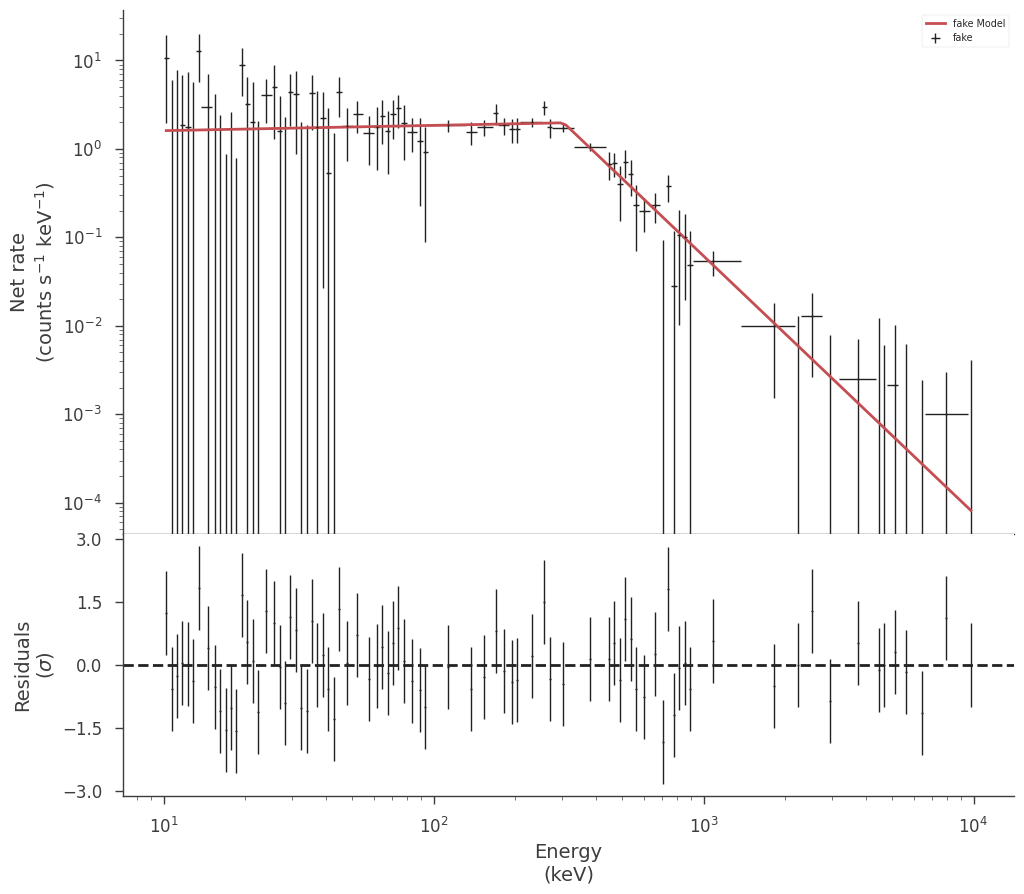 fake Model
fake
Net rate
(counts s⁻¹ keV⁻¹)
10¹
10⁰
10⁻¹
10⁻²
10⁻³
10⁻⁴
Residuals
(σ)
3.0
1.5
0.0
−1.5
−3.0
10¹ 10² 10³ 10⁴
Energy
(keV)